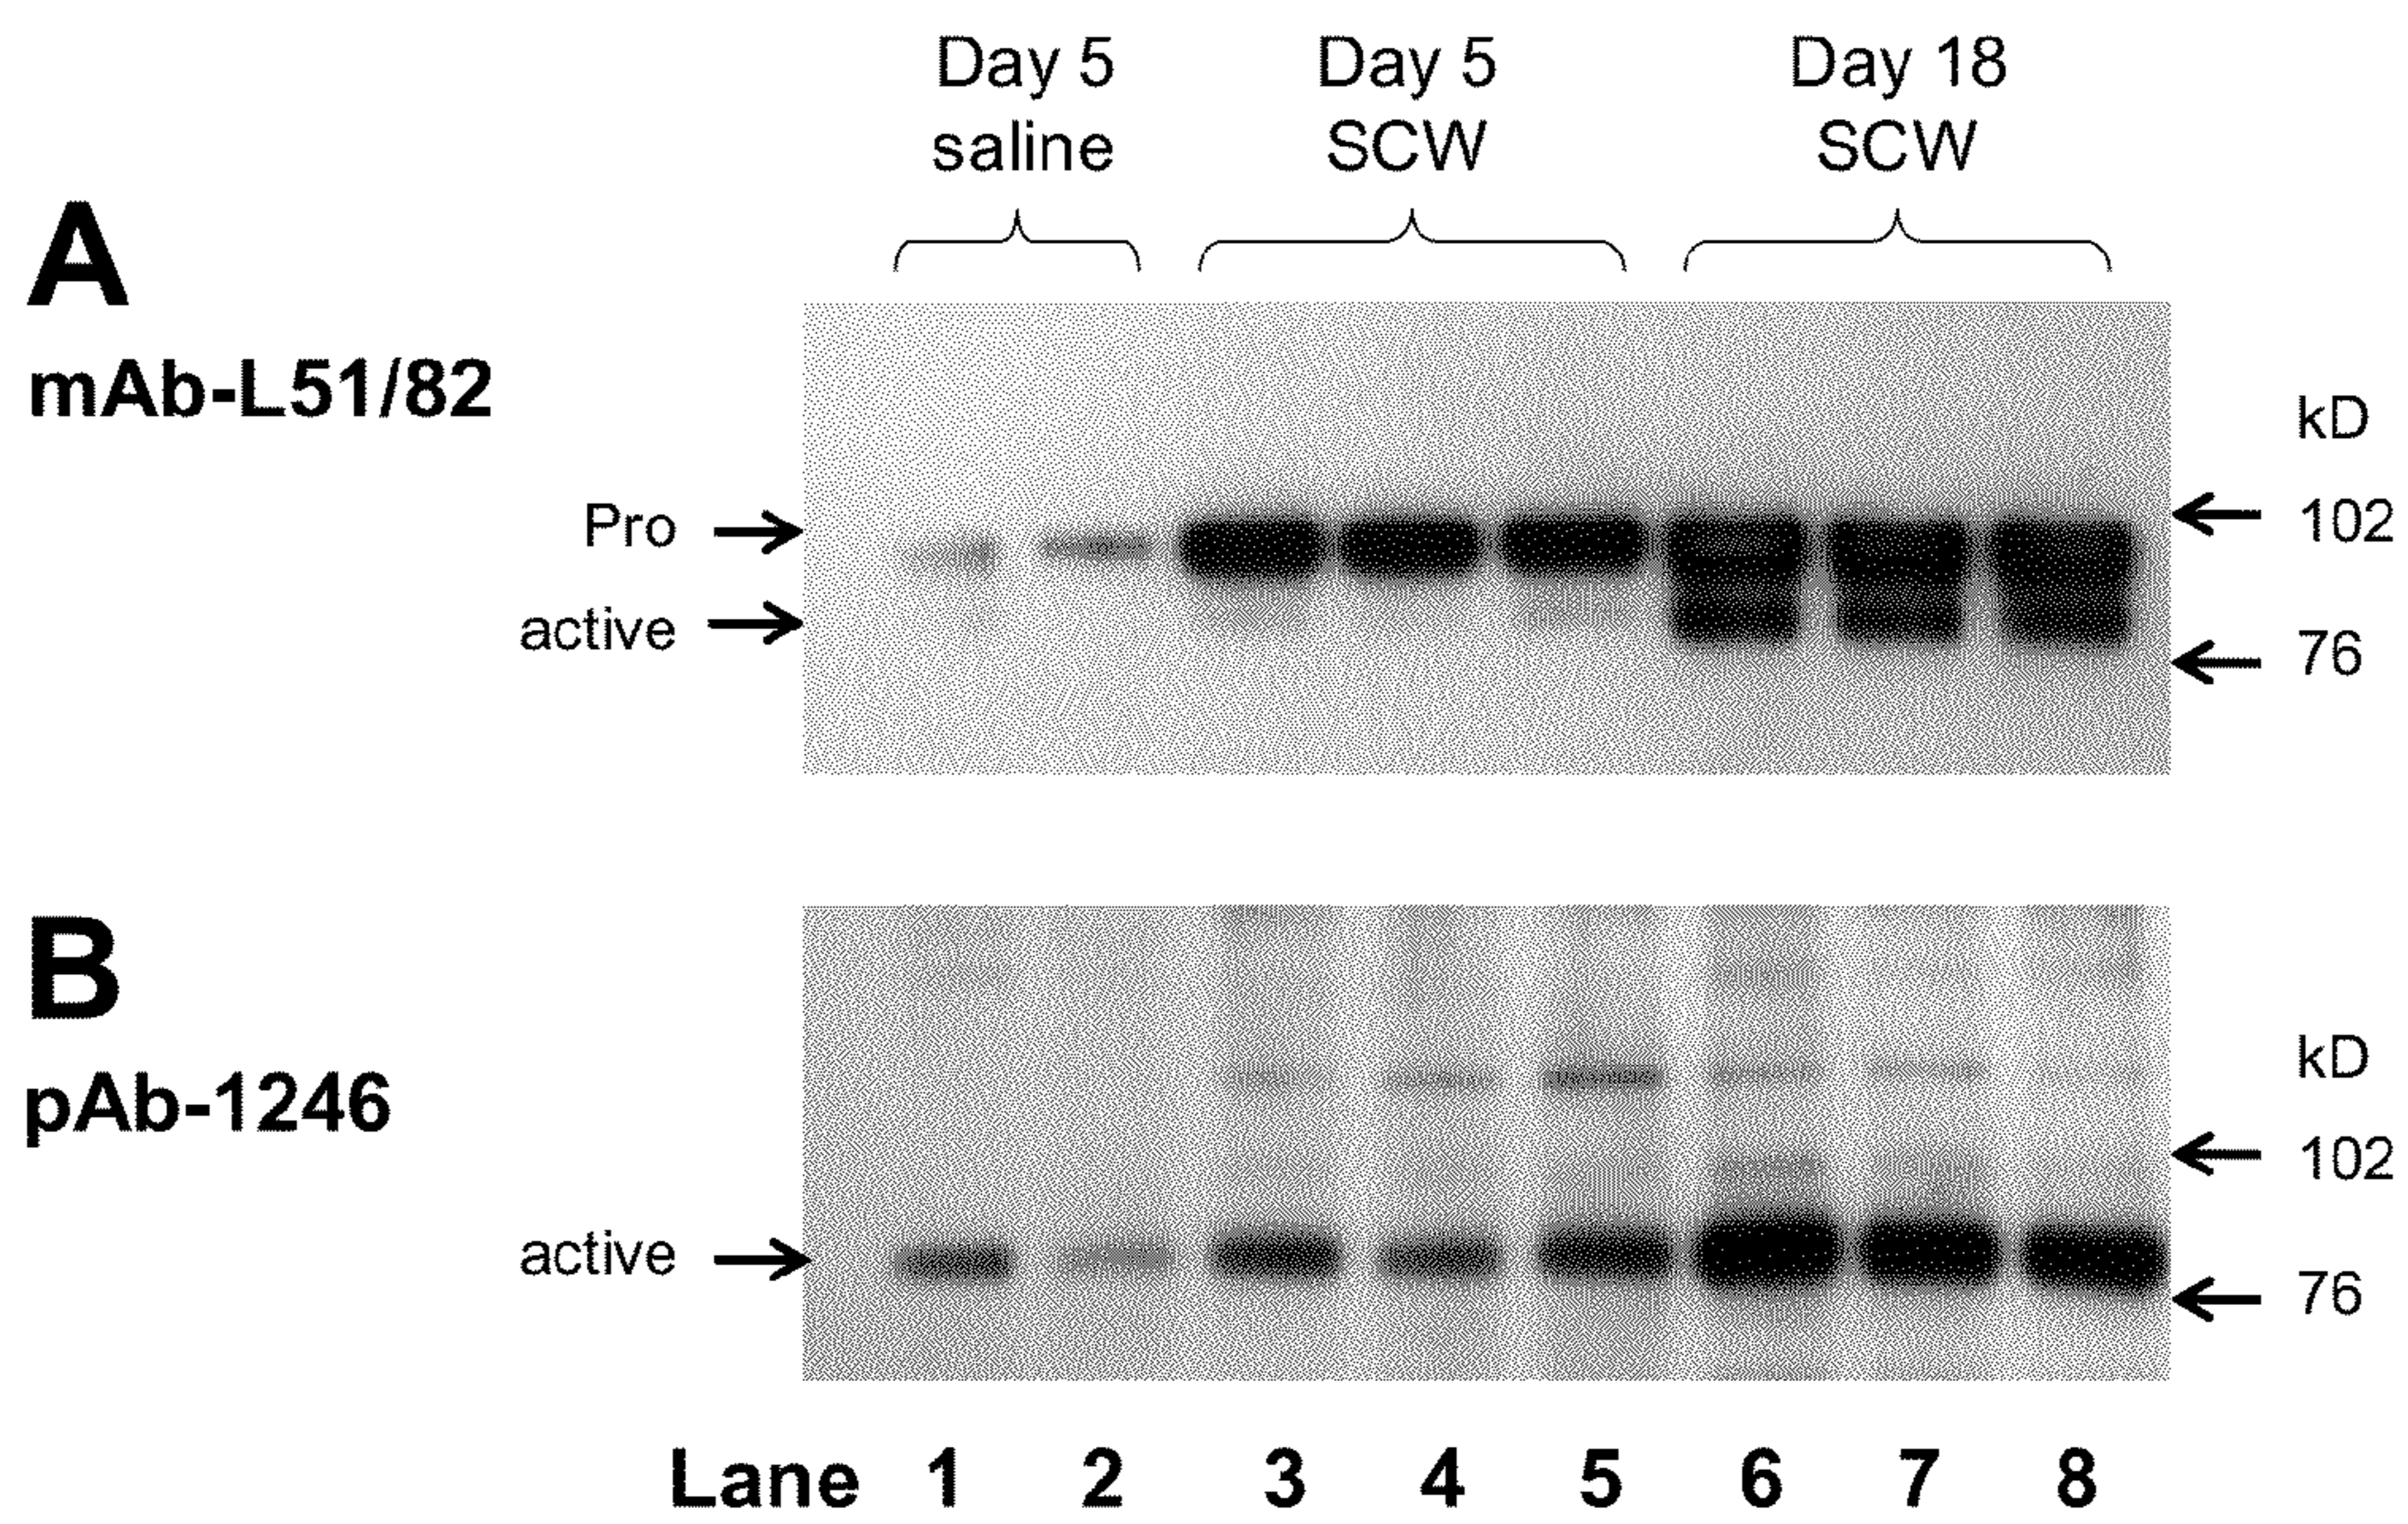 Day 5 Day 5 Day 18
saline SCW SCW
A
mAb-L51/82
kD
Pro 102
active 76
B
pAb-1246
kD
102
active 76
Lane 1 2 3 4 5 6 7 8